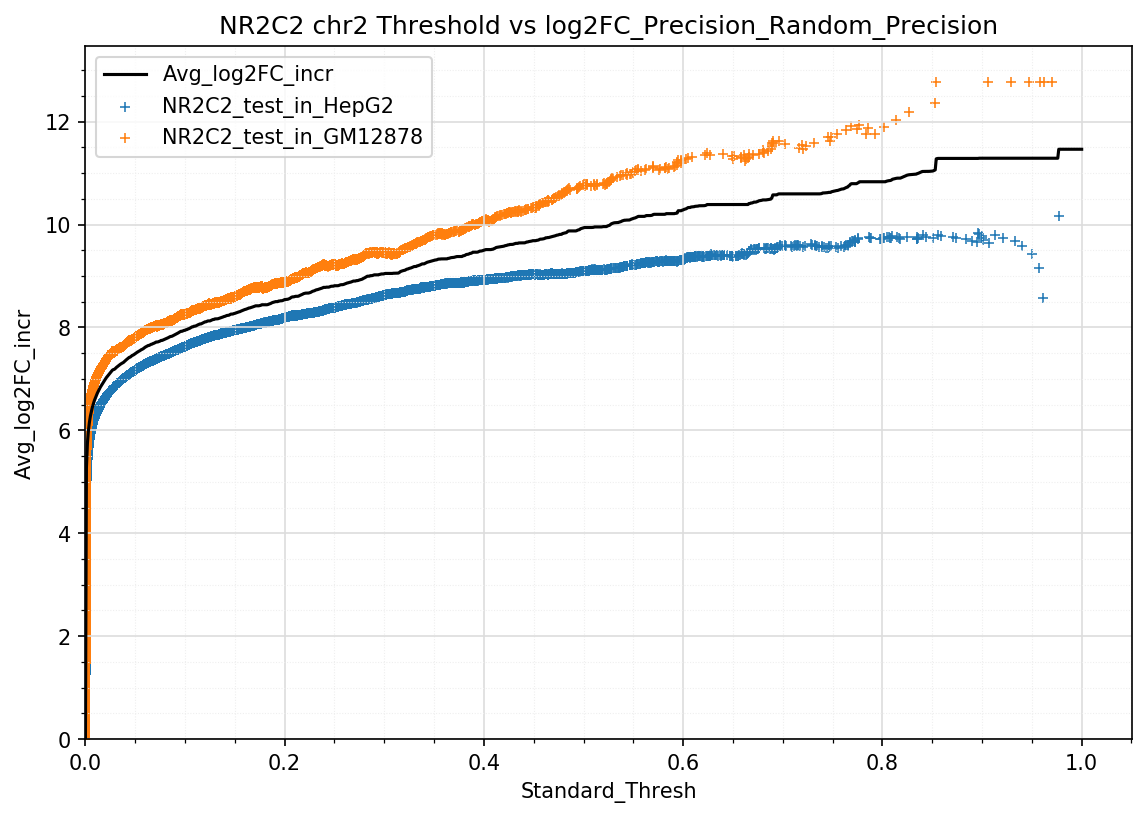 NR2C2 chr2 Threshold vs log2FC_Precision_Random_Precision
Avg_log2FC_incr
NR2C2_test_in_HepG2
NR2C2_test_in_GM12878
Avg_log2FC_incr
12
10
8
6
4
2
0
0.0 0.2 0.4 0.6 0.8 1.0
Standard_Thresh